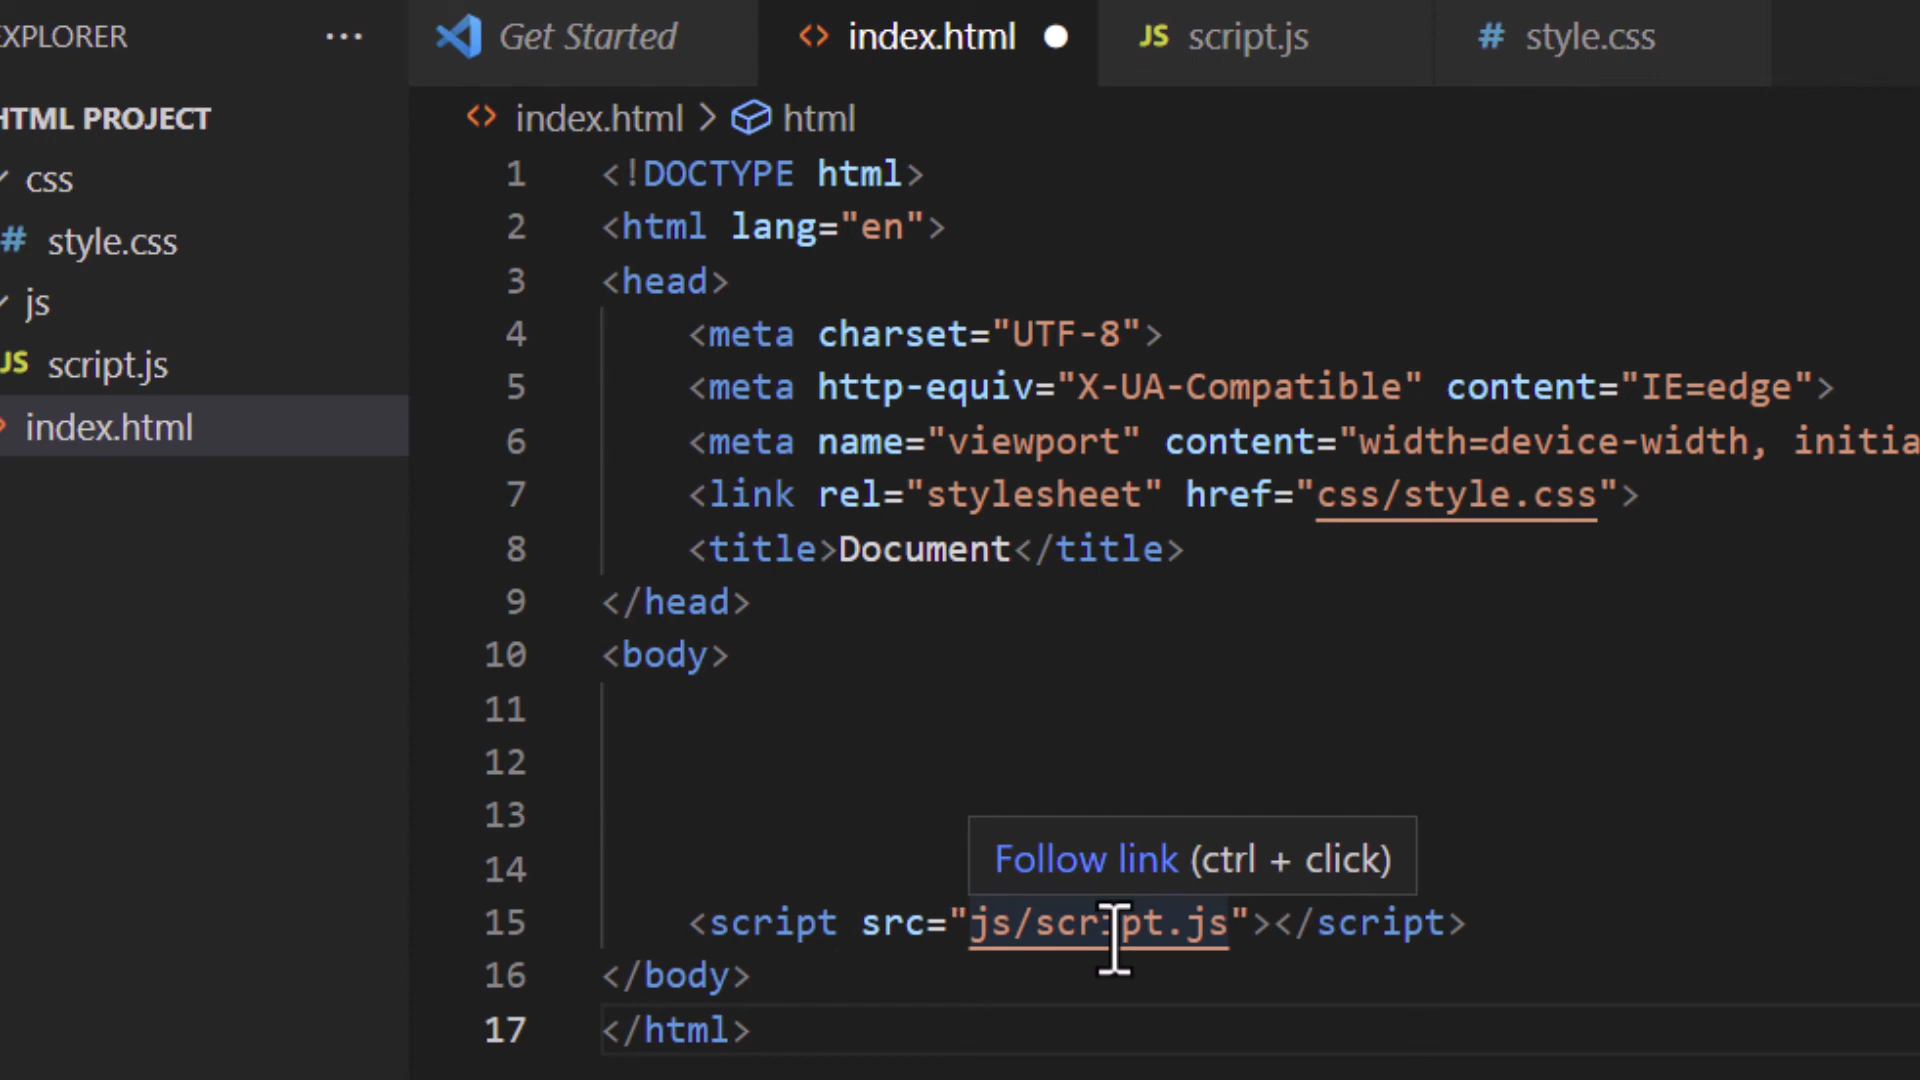 EXPLORER ···
Get Started
index.html
JS script.js
# style.css
HTML PROJECT
css
# style.css
js
JS script.js
index.html
<> index.html > html
1 <!DOCTYPE html>
2 <html lang="en">
3 <head>
4 <meta charset="UTF-8">
5 <meta http-equiv="X-UA-Compatible" content="IE=edge">
6 <meta name="viewport" content="width=device-width, initia
7 <link rel="stylesheet" href="css/style.css">
8 <title>Document</title>
9 </head>
10 <body>
11
12
13
14
Follow link (ctrl + click)
15 <script src="js/script.js"></script>
16 </body>
17 </html>